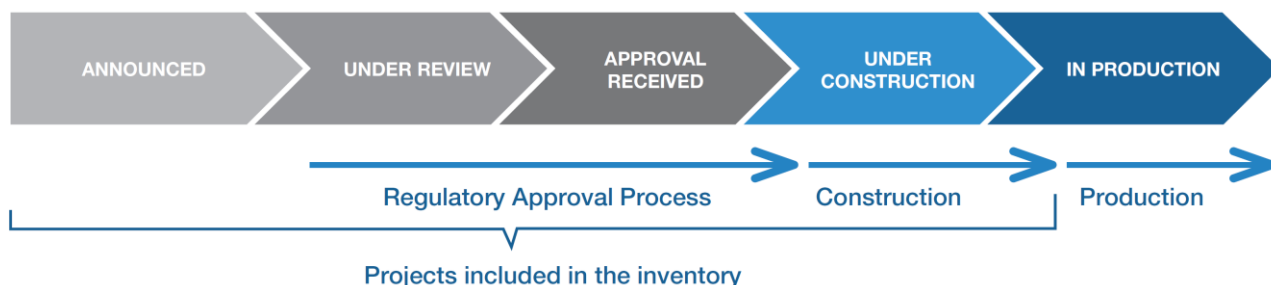 ANNOUNCED
UNDER REVIEW
APPROVAL
RECEIVED
UNDER
CONSTRUCTION
IN PRODUCTION
Regulatory Approval Process
Construction
Production
Projects included in the inventory